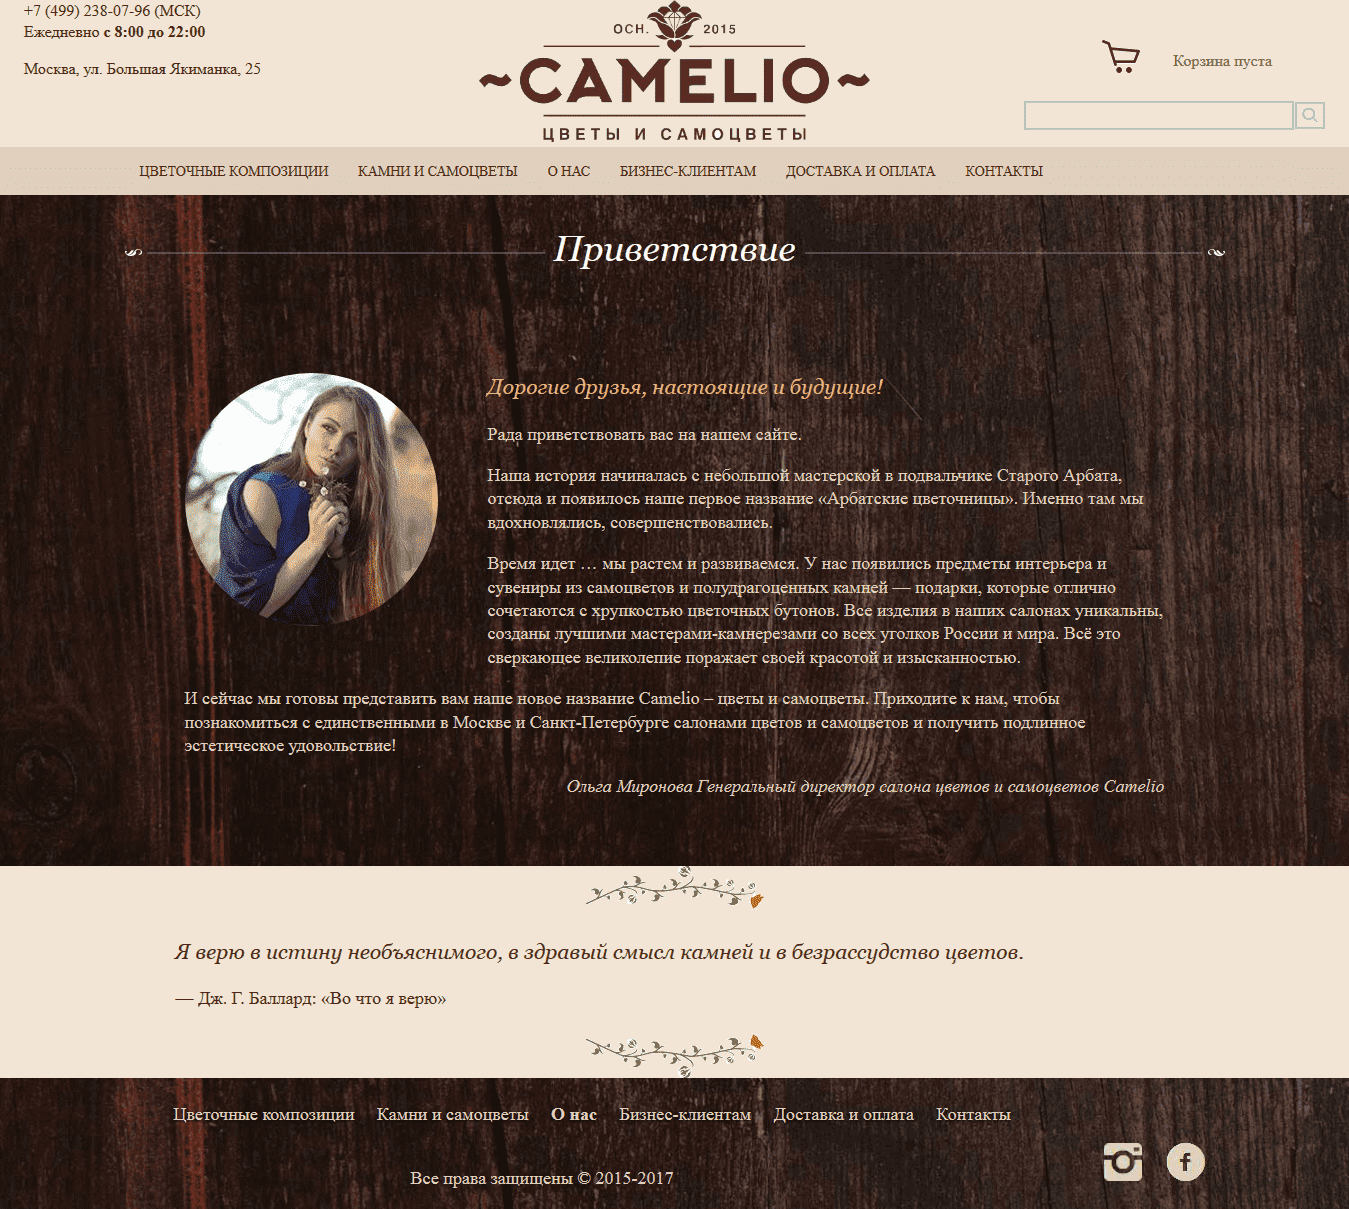 +7 (499) 238-07-96 (МСК)
Ежедневно с 8:00 до 22:00
Москва, ул. Большая Якиманка, 25
ОСН. 2015
~CAMELIO~
ЦВЕТЫ И САМОЦВЕТЫ
Корзина пуста
ЦВЕТОЧНЫЕ КОМПОЗИЦИИ КАМНИ И САМОЦВЕТЫ О НАС БИЗНЕС-КЛИЕНТАМ ДОСТАВКА И ОПЛАТА КОНТАКТЫ
Приветствие
Дорогие друзья, настоящие и будущие!
Рада приветствовать вас на нашем сайте.
Наша история начиналась с небольшой мастерской в подвальчике Старого Арбата,
отсюда и появилось наше первое название «Арбатские цветочницы». Именно там мы
вдохновлялись, совершенствовались.
Время идет … мы растем и развиваемся. У нас появились предметы интерьера и
сувениры из самоцветов и полудрагоценных камней — подарки, которые отлично
сочетаются с хрупкостью цветочных бутонов. Все изделия в наших салонах уникальны,
созданы лучшими мастерами-камнерезами со всех уголков России и мира. Всё это
сверкающее великолепие поражает своей красотой и изысканностью.
И сейчас мы готовы представить вам наше новое название Camelio – цветы и самоцветы. Приходите к нам, чтобы
познакомиться с единственными в Москве и Санкт-Петербурге салонами цветов и самоцветов и получить подлинное
эстетическое удовольствие!
Ольга Миронова Генеральный директор салона цветов и самоцветов Camelio
Я верю в истину необъяснимого, в здравый смысл камней и в безрассудство цветов.
— Дж. Г. Баллард: «Во что я верю»
Цветочные композиции Камни и самоцветы О нас Бизнес-клиентам Доставка и оплата Контакты
Все права защищены © 2015-2017